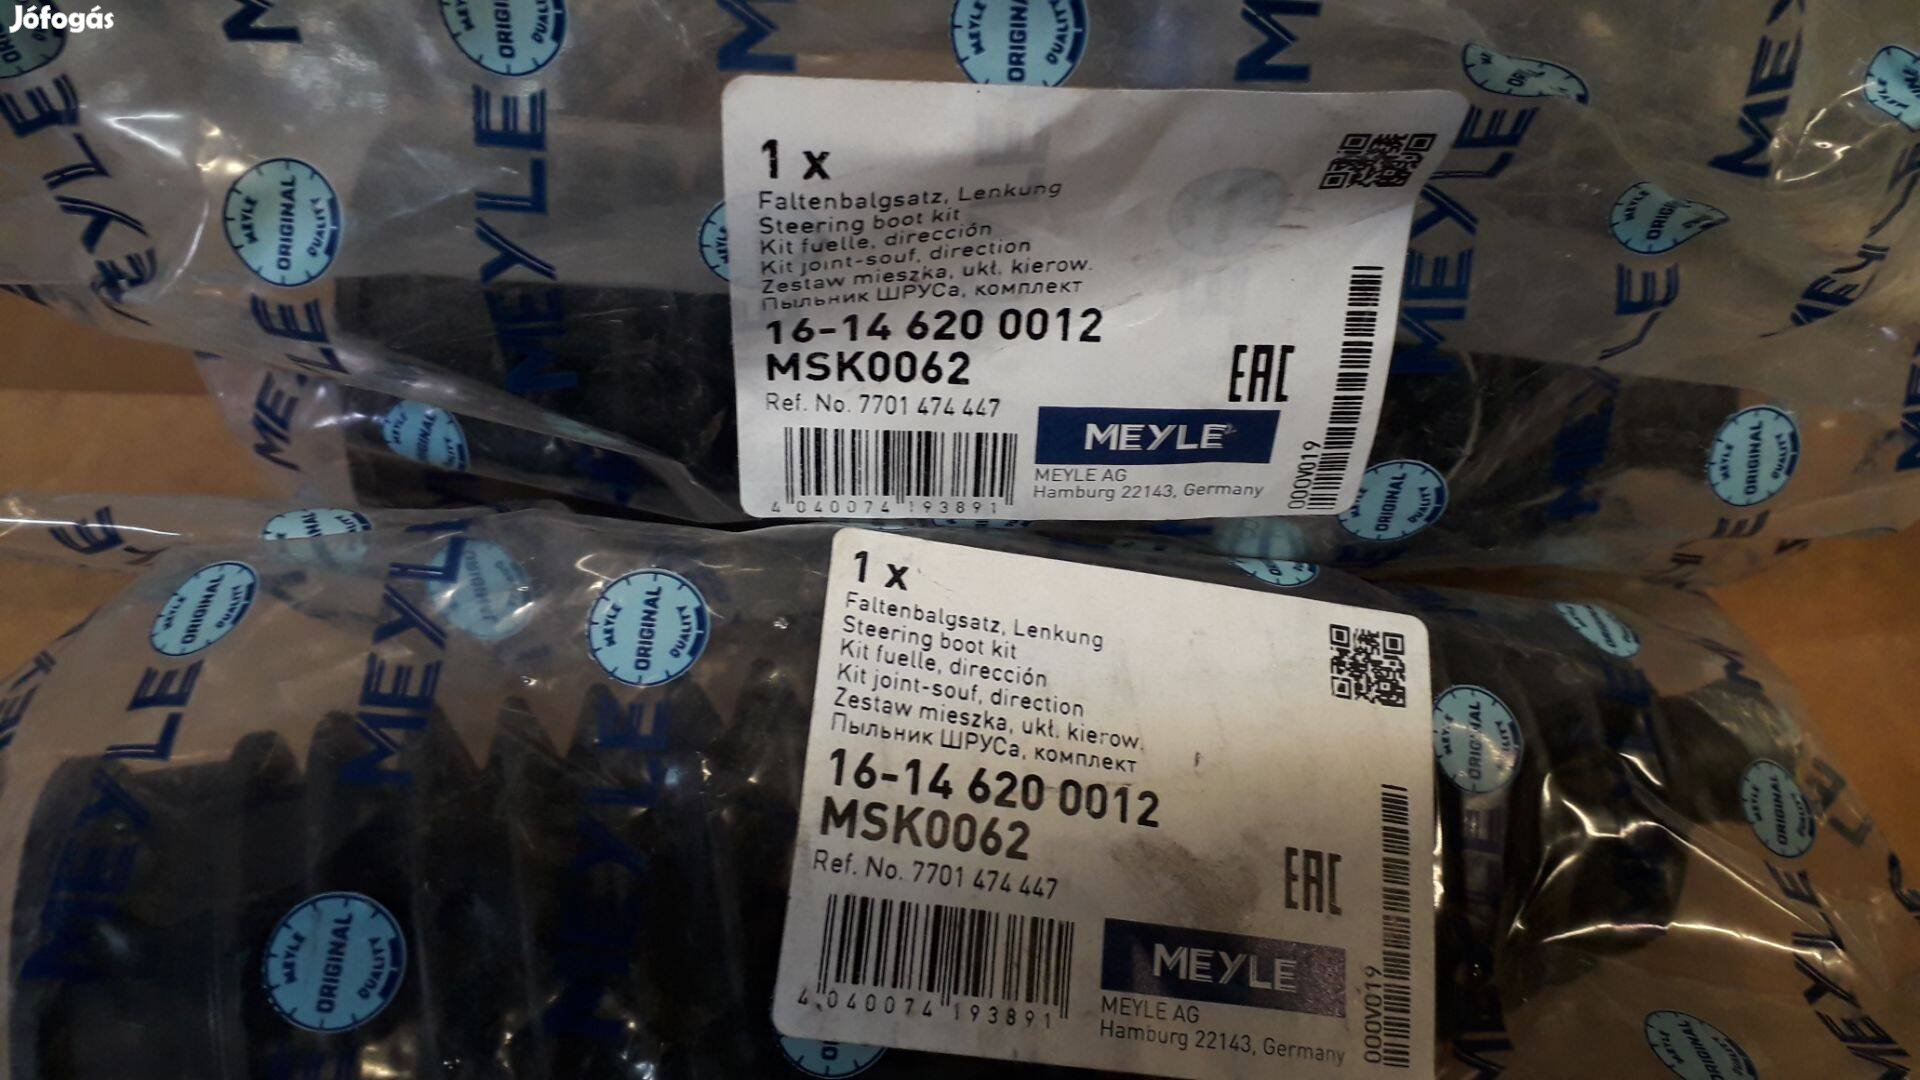 Jófogás
1 x
Faltenbalgsatz, Lenkung
Steering boot kit
Kit fuelle, dirección
Kit joint-souf, direction
Zestaw mieszka, ukł. kierow.
Пыльник ШРУСа, комплект
16-14 620 0012
MSK0062
Ref. No. 7701 474 447
EAC
MEYLE
MEYLE AG
Hamburg 22143, Germany
4 040074 193891
000V019
1 x
Faltenbalgsatz, Lenkung
Steering boot kit
Kit fuelle, dirección
Kit joint-souf, direction
Zestaw mieszka, ukł. kierow.
Пыльник ШРУСа, комплект
16-14 620 0012
MSK0062
Ref. No. 7701 474 447
EAC
MEYLE
MEYLE AG
Hamburg 22143, Germany
4 040074 193891
000V019
MEYLE
MEYLE ORIGINAL QUALITY